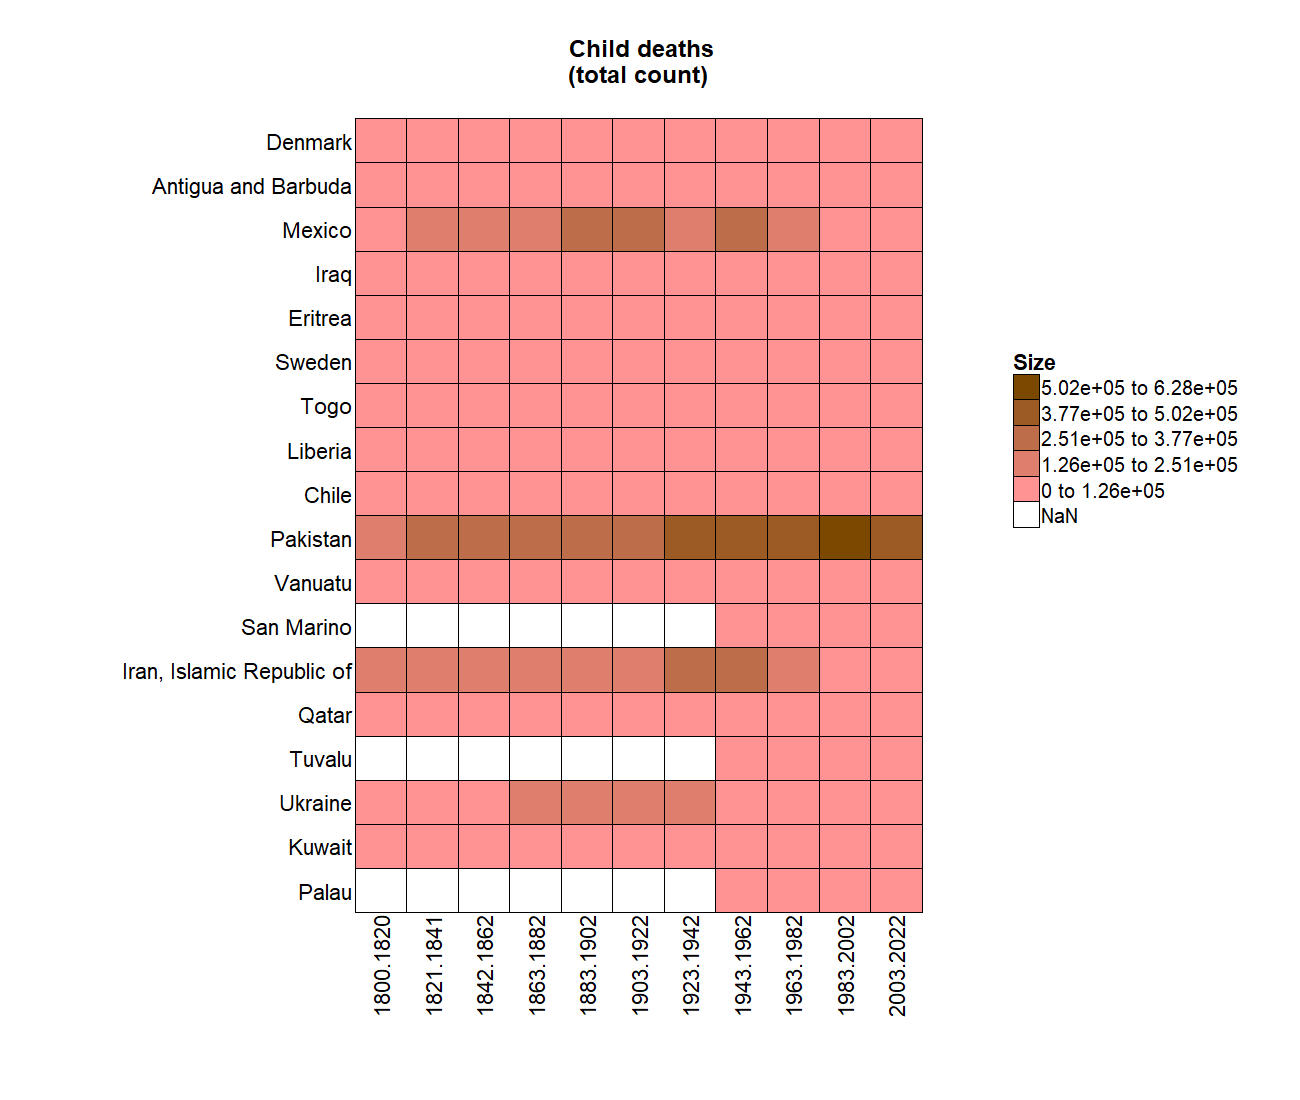 Child deaths
(total count)
Denmark
Antigua and Barbuda
Mexico
Iraq
Eritrea
Sweden
Togo
Liberia
Chile
Pakistan
Vanuatu
San Marino
Iran, Islamic Republic of
Qatar
Tuvalu
Ukraine
Kuwait
Palau
1800.1820
1821.1841
1842.1862
1863.1882
1883.1902
1903.1922
1923.1942
1943.1962
1963.1982
1983.2002
2003.2022
Size
5.02e+05 to 6.28e+05
3.77e+05 to 5.02e+05
2.51e+05 to 3.77e+05
1.26e+05 to 2.51e+05
0 to 1.26e+05
NaN